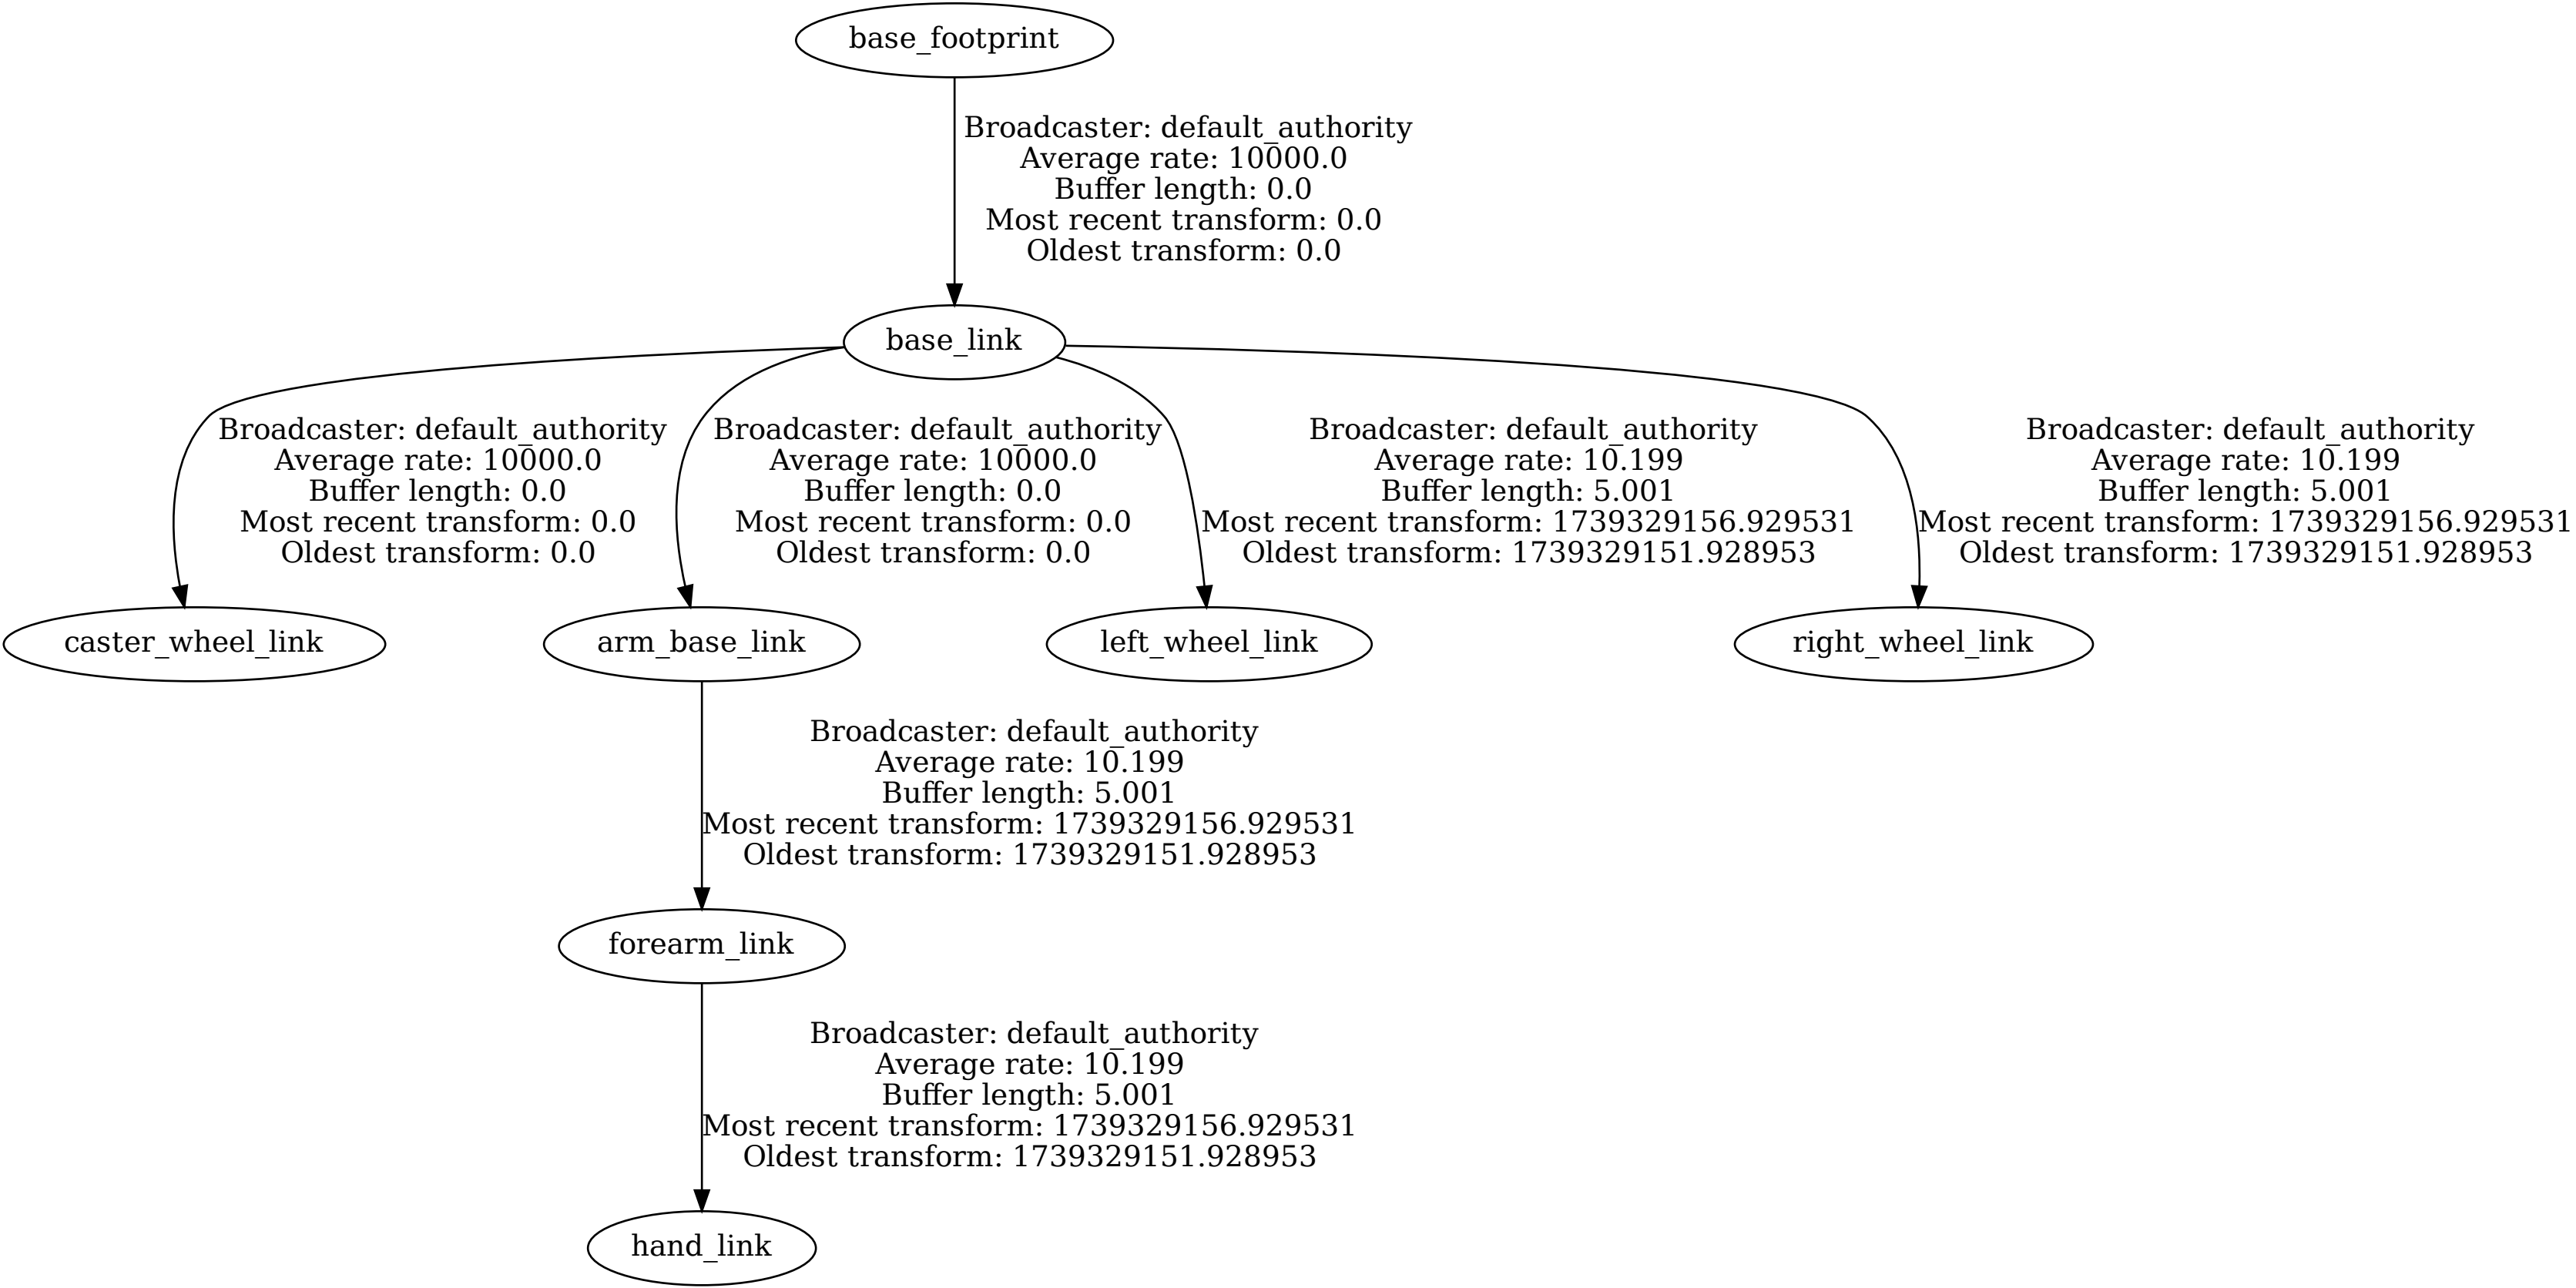 base_footprint
Broadcaster: default_authority
Average rate: 10000.0
Buffer length: 0.0
Most recent transform: 0.0
Oldest transform: 0.0
base_link
Broadcaster: default_authority
Average rate: 10000.0
Buffer length: 0.0
Most recent transform: 0.0
Oldest transform: 0.0
Broadcaster: default_authority
Average rate: 10000.0
Buffer length: 0.0
Most recent transform: 0.0
Oldest transform: 0.0
Broadcaster: default_authority
Average rate: 10.199
Buffer length: 5.001
Most recent transform: 1739329156.929531
Oldest transform: 1739329151.928953
Broadcaster: default_authority
Average rate: 10.199
Buffer length: 5.001
Most recent transform: 1739329156.929531
Oldest transform: 1739329151.928953
caster_wheel_link
arm_base_link
left_wheel_link
right_wheel_link
Broadcaster: default_authority
Average rate: 10.199
Buffer length: 5.001
Most recent transform: 1739329156.929531
Oldest transform: 1739329151.928953
forearm_link
Broadcaster: default_authority
Average rate: 10.199
Buffer length: 5.001
Most recent transform: 1739329156.929531
Oldest transform: 1739329151.928953
hand_link